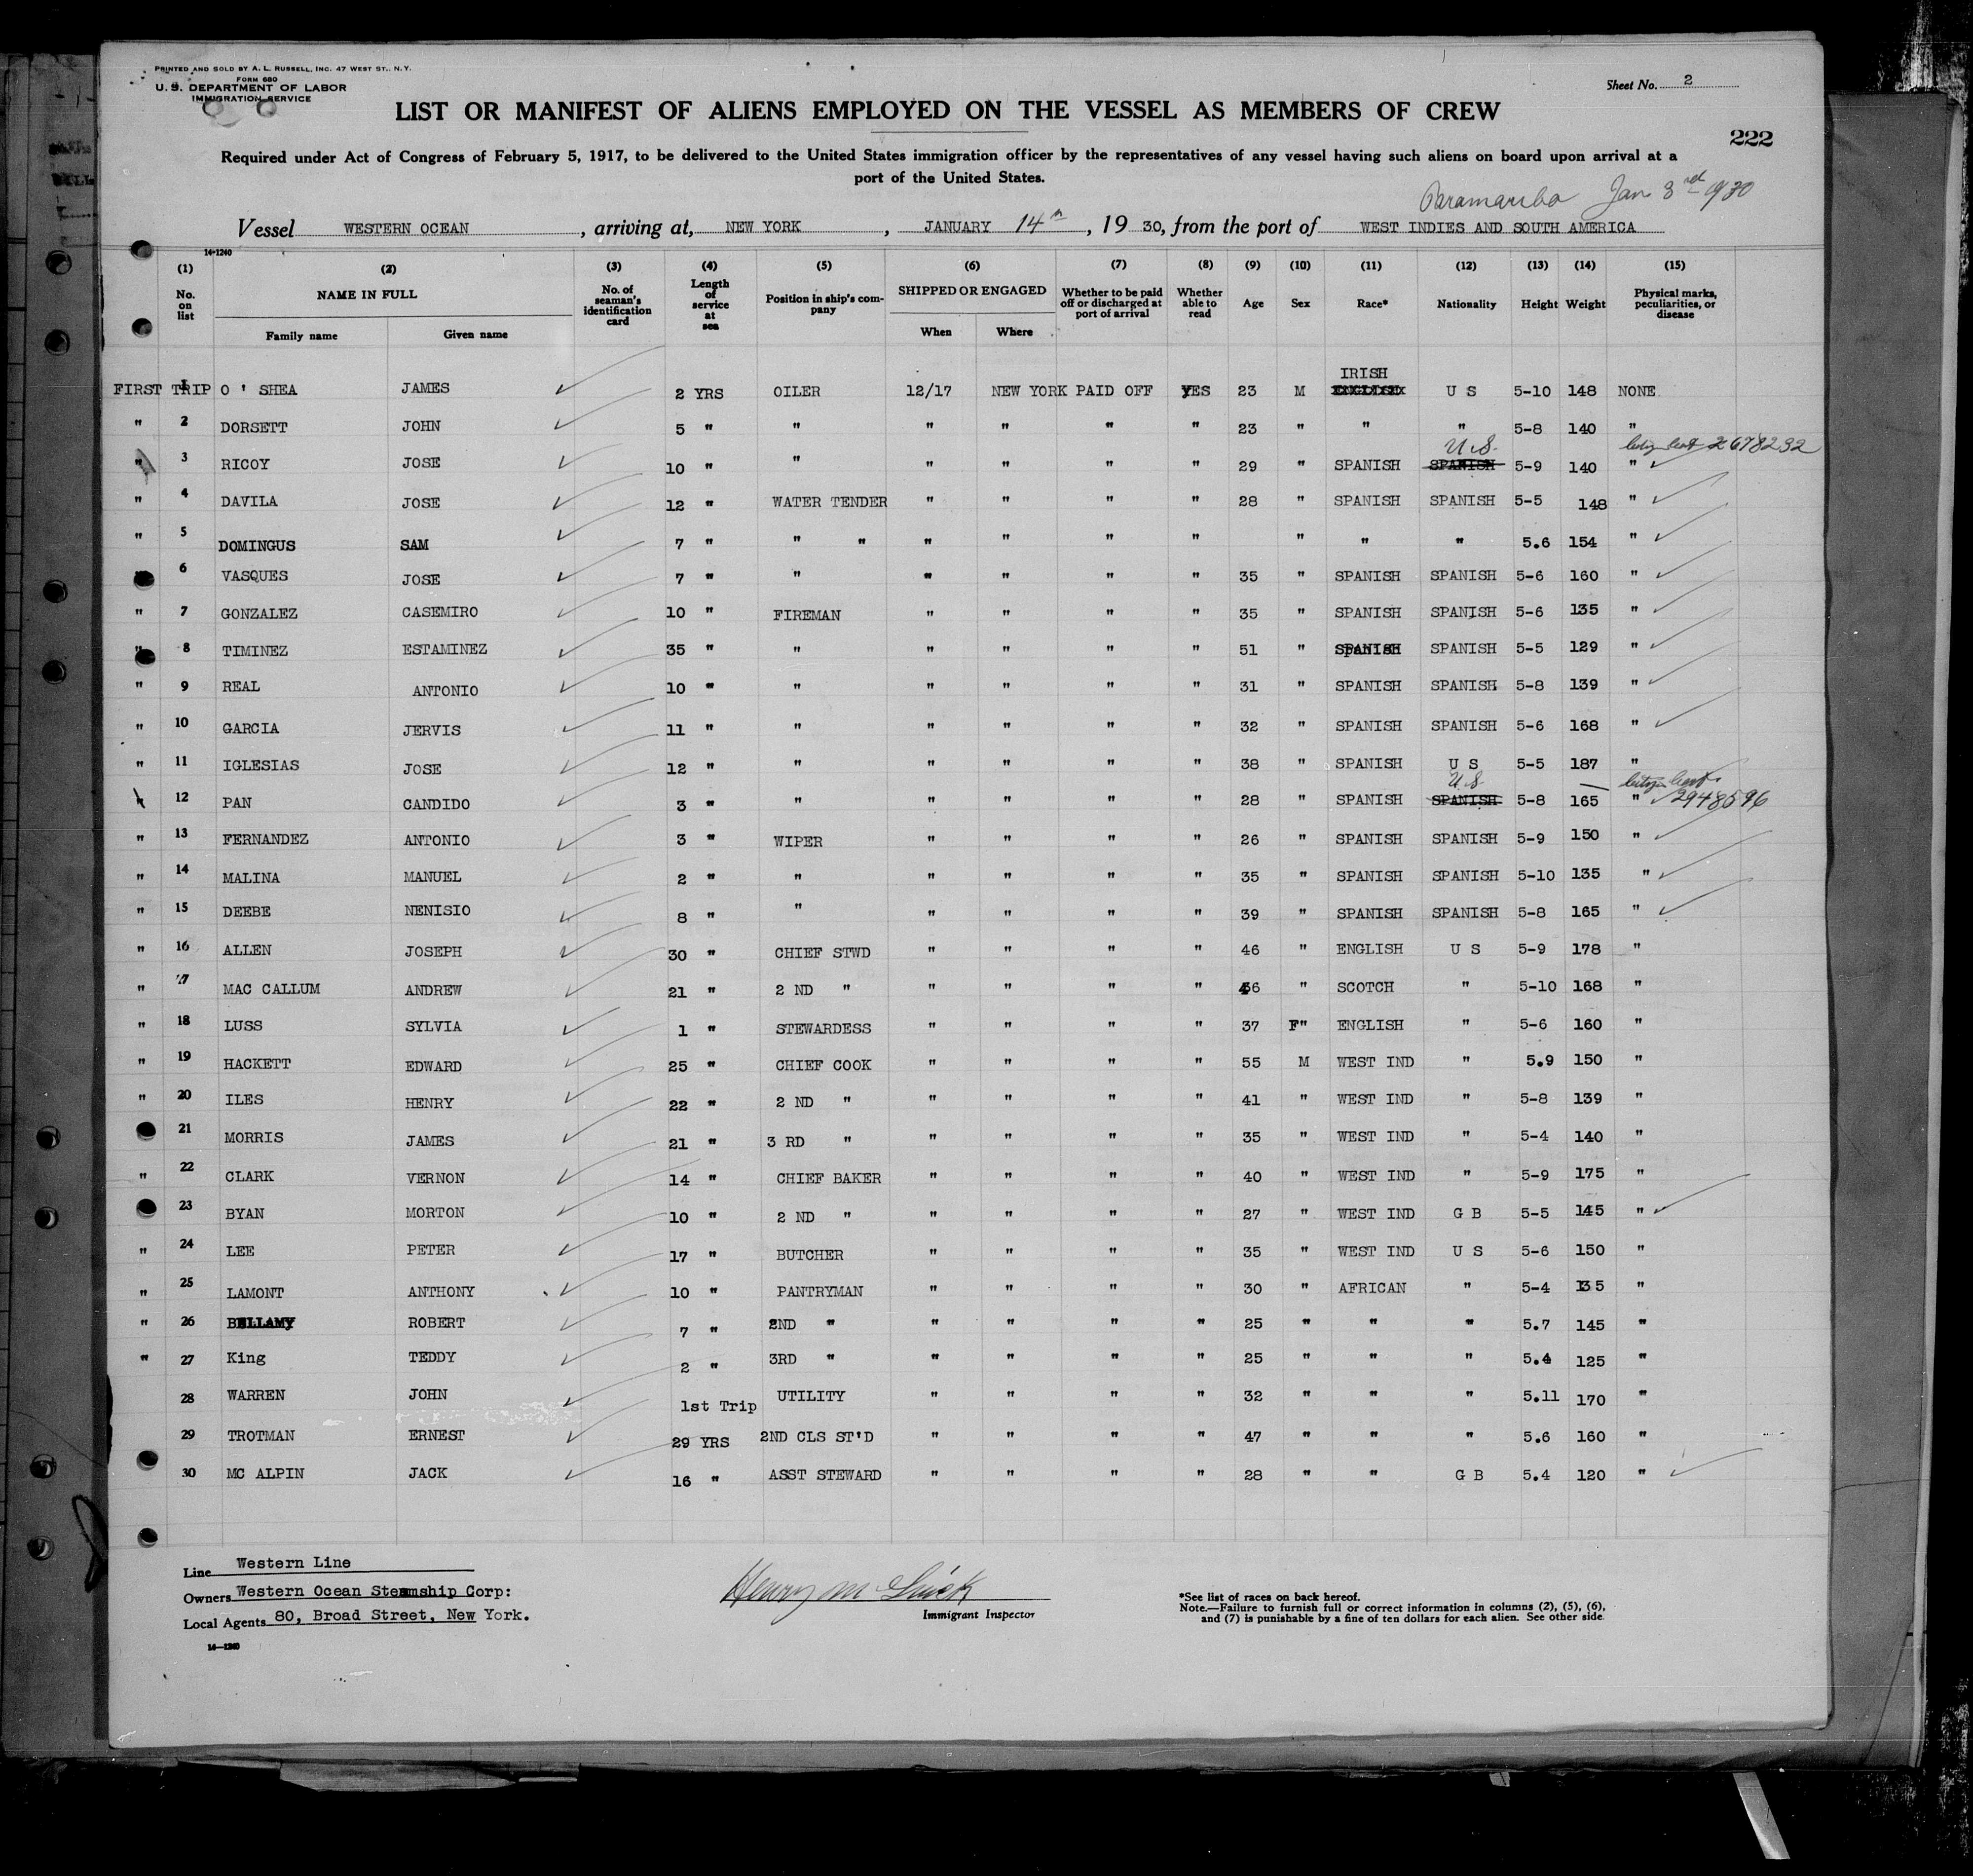 PRINTED AND SOLD BY A. L. RUSSELL, INC. 47 WEST ST., N.Y.
FORM 680
U. S. DEPARTMENT OF LABOR
IMMIGRATION SERVICE
Sheet No. 2
LIST OR MANIFEST OF ALIENS EMPLOYED ON THE VESSEL AS MEMBERS OF CREW
222
Required under Act of Congress of February 5, 1917, to be delivered to the United States immigration officer by the representatives of any vessel having such aliens on board upon arrival at a
port of the United States.
Paramaribo Jan 3rd 1930
Vessel WESTERN OCEAN, arriving at, NEW YORK, JANUARY 14th, 1930, from the port of WEST INDIES AND SOUTH AMERICA
14-1240
(1) (2) (3) (4) (5) (6) (7) (8) (9) (10) (11) (12) (13) (14) (15)
No. on list NAME IN FULL Family name Given name No. of seaman's identification card Length of service at sea Position in ship's company SHIPPED OR ENGAGED When Where Whether to be paid off or discharged at port of arrival Whether able to read Age Sex Race* Nationality Height Weight Physical marks, peculiarities, or disease
IRISH
FIRST TRIP 1 O ' SHEA JAMES 2 YRS OILER 12/17 NEW YORK PAID OFF YES 23 M ENGLISH U S 5-10 148 NONE
" 2 DORSETT JOHN 5 " " " " " " 23 " " " 5-8 140 "
U.S. 2678232
" 3 RICOY JOSE 10 " " " " " " 29 " SPANISH SPANISH 5-9 140 "
" 4 DAVILA JOSE 12 " WATER TENDER " " " " 28 " SPANISH SPANISH 5-5 148 "
" 5 DOMINGUS SAM 7 " " " " " " " " " " 5.6 154 "
6 VASQUES JOSE 7 " " " " " " 35 " SPANISH SPANISH 5-6 160 "
" 7 GONZALEZ CASEMIRO 10 " FIREMAN " " " " 35 " SPANISH SPANISH 5-6 135 "
" 8 TIMINEZ ESTAMINEZ 35 " " " " " " 51 " SPANISH SPANISH 5-5 129 "
" 9 REAL ANTONIO 10 " " " " " " 31 " SPANISH SPANISH 5-8 139 "
" 10 GARCIA JERVIS 11 " " " " " " 32 " SPANISH SPANISH 5-6 168 "
" 11 IGLESIAS JOSE 12 " " " " " " 38 " SPANISH U S 5-5 187 "
U.S.
" 12 PAN CANDIDO 3 " " " " " " 28 " SPANISH SPANISH 5-8 165 " 2948596
" 13 FERNANDEZ ANTONIO 3 " WIPER " " " " 26 " SPANISH SPANISH 5-9 150 "
" 14 MALINA MANUEL 2 " " " " " " 35 " SPANISH SPANISH 5-10 135 "
" 15 DEEBE NENISIO 8 " " " " " " 39 " SPANISH SPANISH 5-8 165 "
" 16 ALLEN JOSEPH 30 " CHIEF STWD " " " " 46 " ENGLISH U S 5-9 178 "
" 17 MAC CALLUM ANDREW 21 " 2 ND " " " " " 46 " SCOTCH " 5-10 168 "
" 18 LUSS SYLVIA 1 " STEWARDESS " " " " 37 F" ENGLISH " 5-6 160 "
" 19 HACKETT EDWARD 25 " CHIEF COOK " " " " 55 M WEST IND " 5.9 150 "
" 20 ILES HENRY 22 " 2 ND " " " " " 41 " WEST IND " 5-8 139 "
21 MORRIS JAMES 21 " 3 RD " " " " " 35 " WEST IND " 5-4 140 "
" 22 CLARK VERNON 14 " CHIEF BAKER " " " " 40 " WEST IND " 5-9 175 "
23 BYAN MORTON 10 " 2 ND " " " " " 27 " WEST IND G B 5-5 145 "
" 24 LEE PETER 17 " BUTCHER " " " " 35 " WEST IND U S 5-6 150 "
" 25 LAMONT ANTHONY 10 " PANTRYMAN " " " " 30 " AFRICAN " 5-4 135 "
" 26 BELLAMY ROBERT 7 " 2ND " " " " " 25 " " " 5.7 145 "
" 27 King TEDDY 2 " 3RD " " " " " 25 " " " 5.4 125 "
28 WARREN JOHN 1st Trip UTILITY " " " " 32 " " " 5.11 170 "
29 TROTMAN ERNEST 29 YRS 2ND CLS ST'D " " " " 47 " " " 5.6 160 "
30 MC ALPIN JACK 16 " ASST STEWARD " " " " 28 " " G B 5.4 120 "
Line Western Line
Owners Western Ocean Steamship Corp:
Local Agents 80, Broad Street, New York.
14-1240
Henry M
Immigrant Inspector
*See list of races on back hereof.
Note.—Failure to furnish full or correct information in columns (2), (5), (6),
and (7) is punishable by a fine of ten dollars for each alien. See other side.